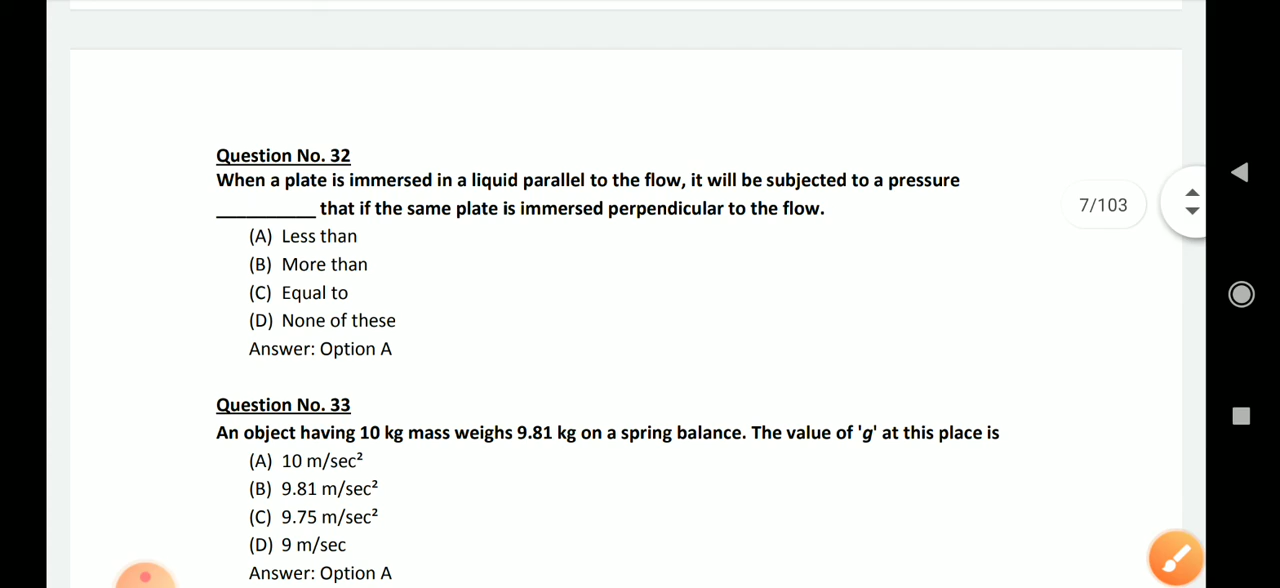 Question No. 32
When a plate is immersed in a liquid parallel to the flow, it will be subjected to a pressure
__________ that if the same plate is immersed perpendicular to the flow.
(A) Less than
(B) More than
(C) Equal to
(D) None of these
Answer: Option A
7/103
Question No. 33
An object having 10 kg mass weighs 9.81 kg on a spring balance. The value of 'g' at this place is
(A) 10 m/sec²
(B) 9.81 m/sec²
(C) 9.75 m/sec²
(D) 9 m/sec
Answer: Option A